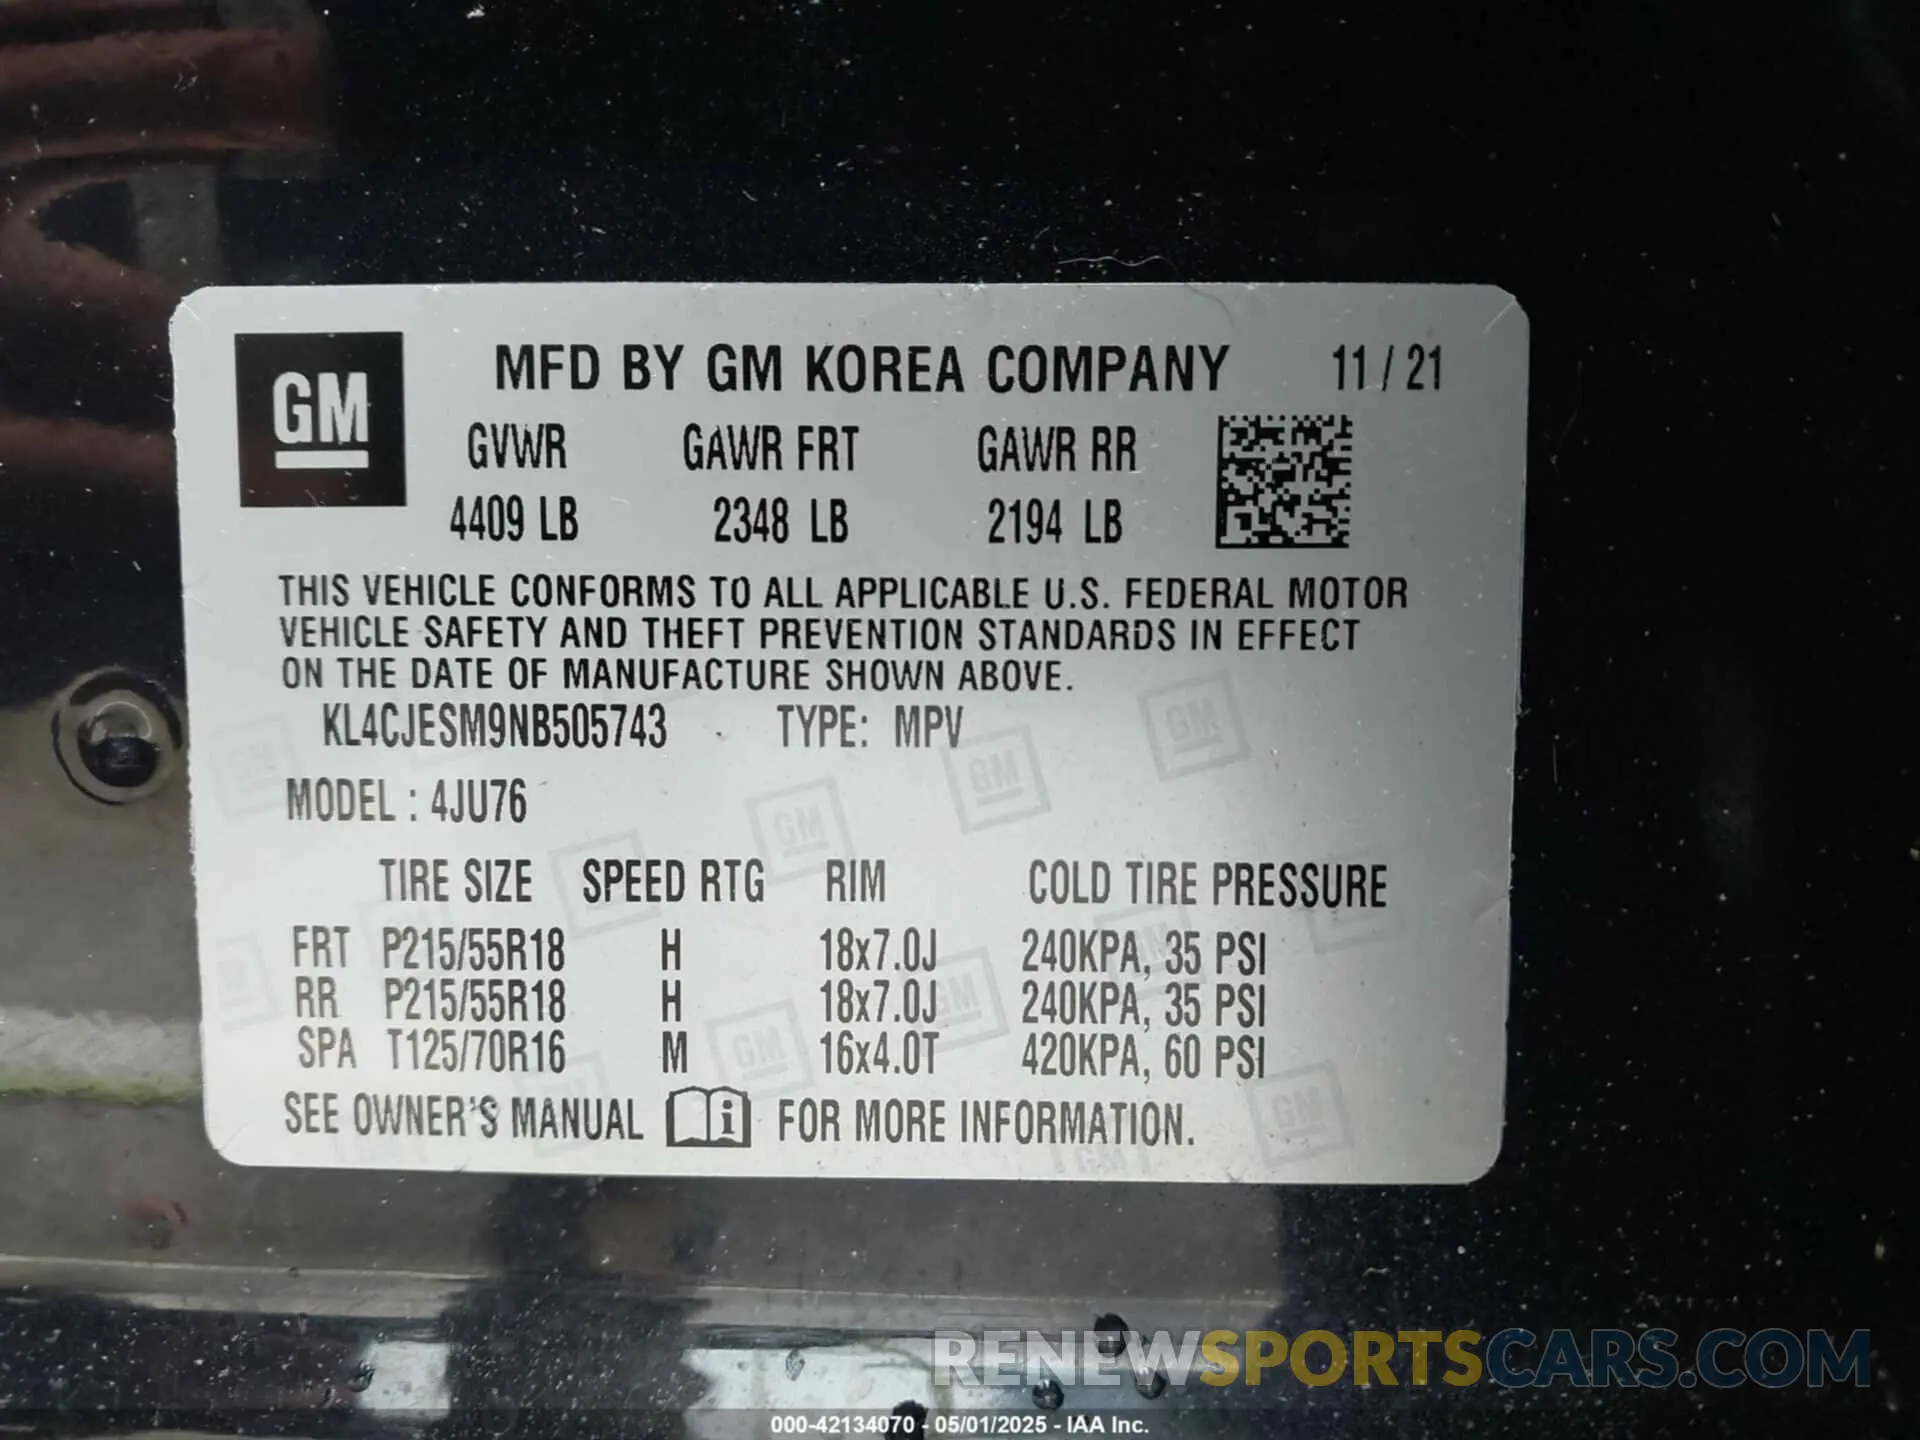 GM
MFD BY GM KOREA COMPANY 11 / 21
GVWR GAWR FRT GAWR RR
4409 LB 2348 LB 2194 LB
THIS VEHICLE CONFORMS TO ALL APPLICABLE U.S. FEDERAL MOTOR
VEHICLE SAFETY AND THEFT PREVENTION STANDARDS IN EFFECT
ON THE DATE OF MANUFACTURE SHOWN ABOVE.
KL4CJESM9NB505743 TYPE: MPV
MODEL : 4JU76
TIRE SIZE SPEED RTG RIM COLD TIRE PRESSURE
FRT P215/55R18 H 18x7.0J 240KPA, 35 PSI
RR P215/55R18 H 18x7.0J 240KPA, 35 PSI
SPA T125/70R16 M 16x4.0T 420KPA, 60 PSI
SEE OWNER'S MANUAL i FOR MORE INFORMATION.
RENEWSPORTSCARS.COM
000-42134070 - 05/01/2025 - IAA Inc.